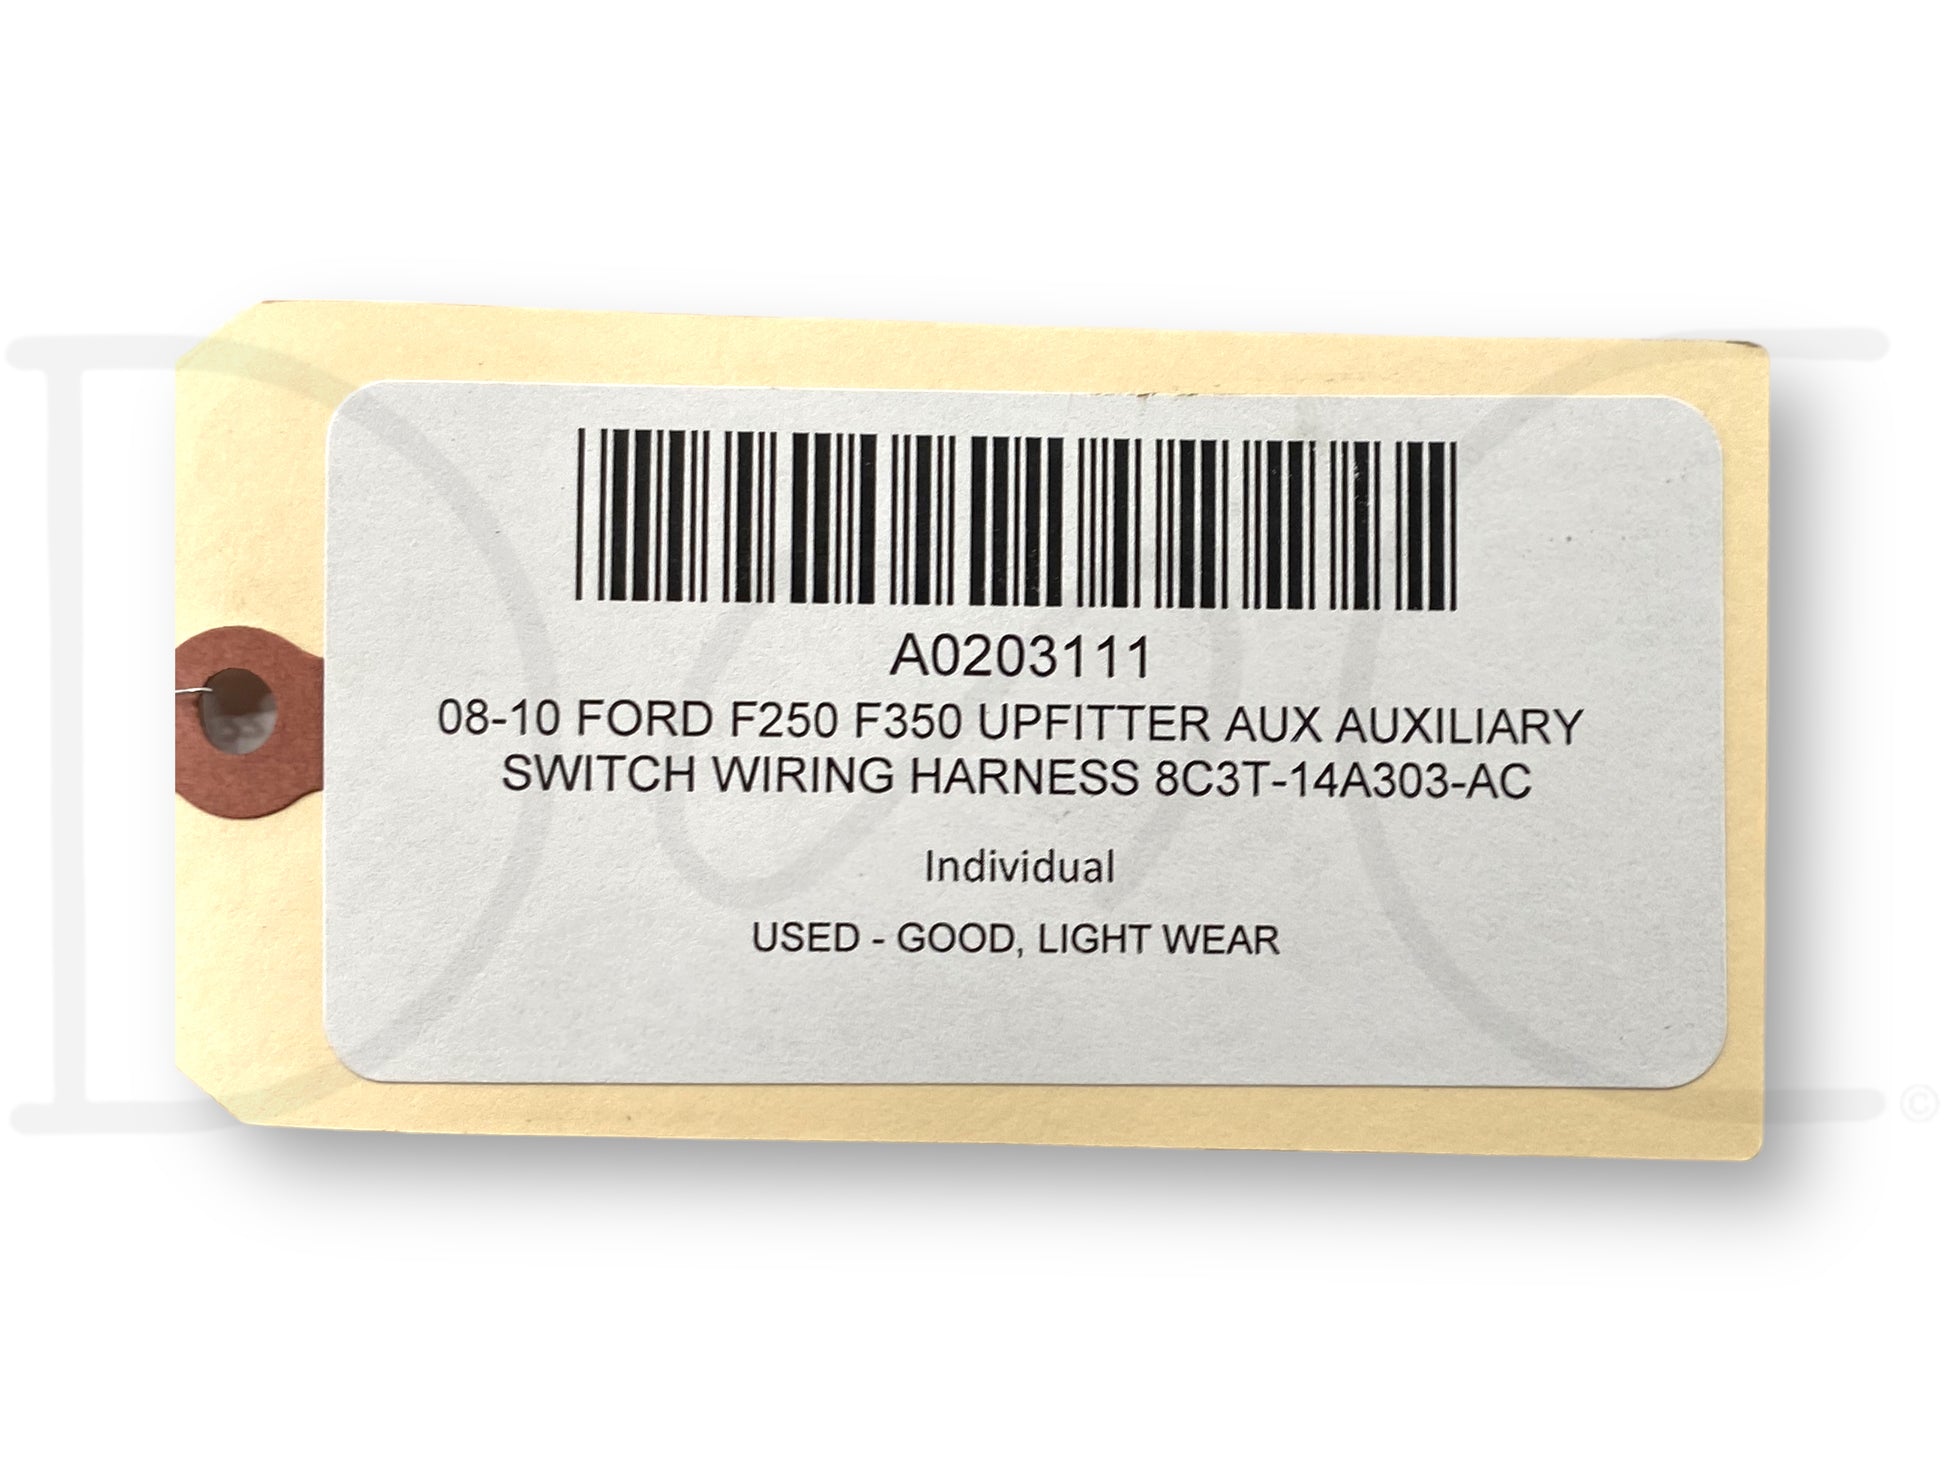 A0203111
08-10 FORD F250 F350 UPFITTER AUX AUXILIARY
SWITCH WIRING HARNESS 8C3T-14A303-AC
Individual
USED - GOOD, LIGHT WEAR
©